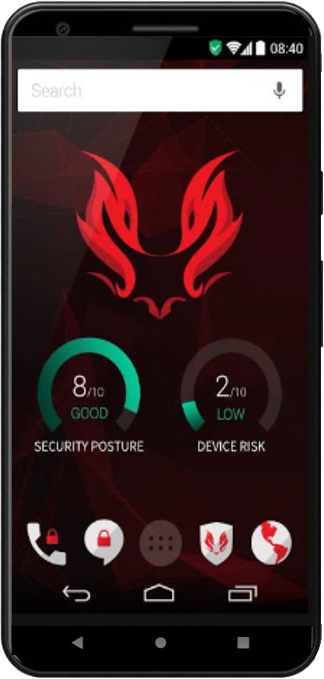 08:40
Search
8/10
GOOD
2/10
LOW
SECURITY POSTURE
DEVICE RISK